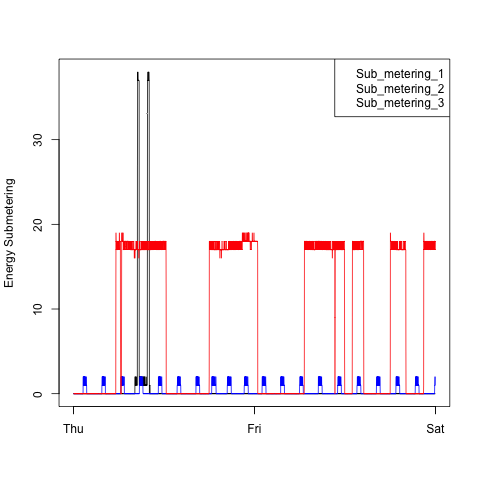 Sub_metering_1
Sub_metering_2
Sub_metering_3
Energy Submetering
30
20
10
0
Thu
Fri
Sat